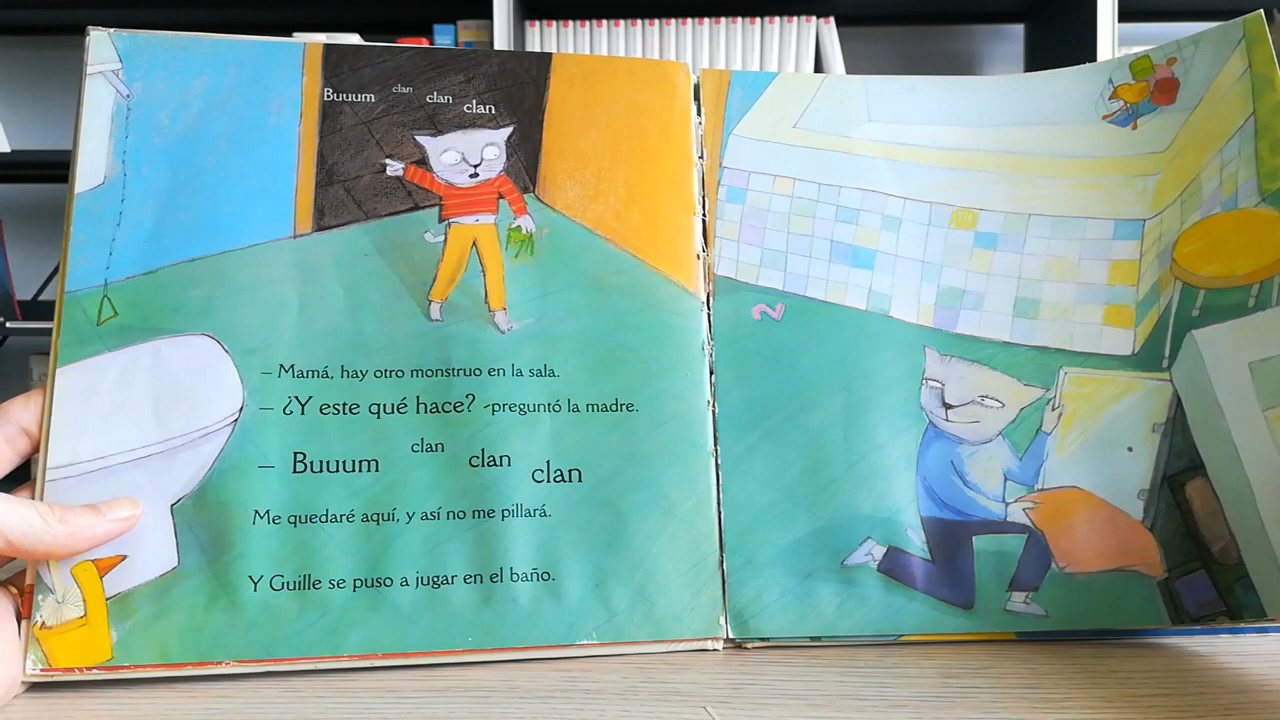 Buuum clan clan clan
– Mamá, hay otro monstruo en la sala.
– ¿Y este qué hace? -preguntó la madre.
– Buuum clan clan clan
Me quedaré aquí, y así no me pillará.
Y Guille se puso a jugar en el baño.